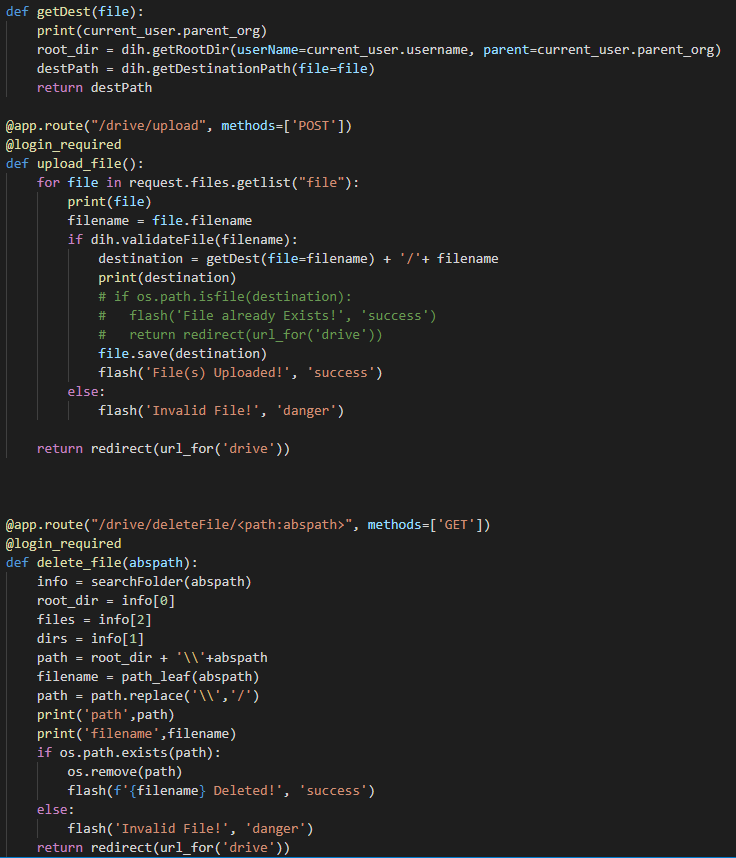 def getDest(file):
    print(current_user.parent_org)
    root_dir = dih.getRootDir(userName=current_user.username, parent=current_user.parent_org)
    destPath = dih.getDestinationPath(file=file)
    return destPath

@app.route("/drive/upload", methods=['POST'])
@login_required
def upload_file():
    for file in request.files.getlist("file"):
        print(file)
        filename = file.filename
        if dih.validateFile(filename):
            destination = getDest(file=filename) + '/'+ filename
            print(destination)
            # if os.path.isfile(destination):
            #   flash('File already Exists!', 'success')
            #   return redirect(url_for('drive'))
            file.save(destination)
            flash('File(s) Uploaded!', 'success')
        else:
            flash('Invalid File!', 'danger')

    return redirect(url_for('drive'))

@app.route("/drive/deleteFile/<path:abspath>", methods=['GET'])
@login_required
def delete_file(abspath):
    info = searchFolder(abspath)
    root_dir = info[0]
    files = info[2]
    dirs = info[1]
    path = root_dir + '\\'+abspath
    filename = path_leaf(abspath)
    path = path.replace('\\','/')
    print('path',path)
    print('filename',filename)
    if os.path.exists(path):
        os.remove(path)
        flash(f'{filename} Deleted!', 'success')
    else:
        flash('Invalid File!', 'danger')
    return redirect(url_for('drive'))